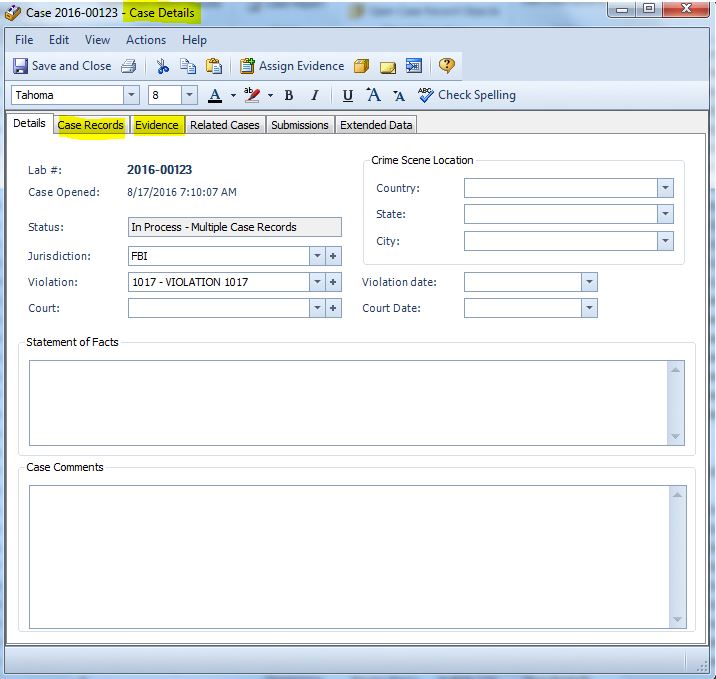 Case 2016-00123 - Case Details
File Edit View Actions Help
Save and Close Assign Evidence
Tahoma 8 A ab B I U A A ABC Check Spelling
Details Case Records Evidence Related Cases Submissions Extended Data
Crime Scene Location
Lab #: 2016-00123
Country:
Case Opened: 8/17/2016 7:10:07 AM
State:
Status: In Process - Multiple Case Records
City:
Jurisdiction: FBI
Violation: 1017 - VIOLATION 1017 Violation date:
Court: Court Date:
Statement of Facts
Case Comments